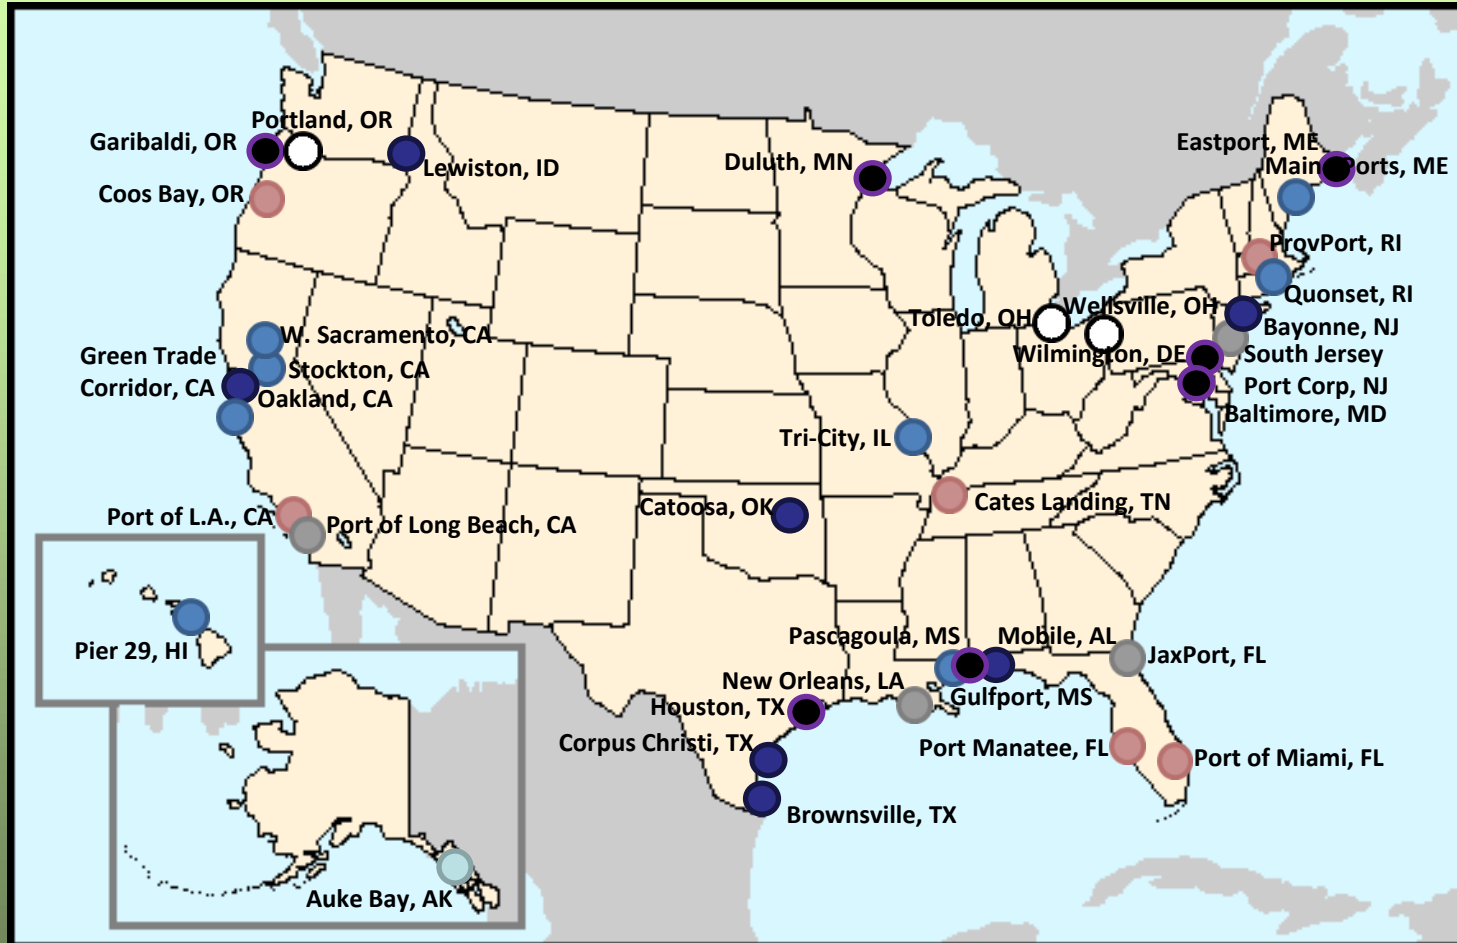 Portland, OR
Garibaldi, OR
Lewiston, ID
Coos Bay, OR
Duluth, MN
Eastport, ME
Main Ports, ME
ProvPort, RI
Quonset, RI
Toledo, OH
Wellsville, OH
Bayonne, NJ
Wilmington, DE
South Jersey
Port Corp, NJ
Baltimore, MD
W. Sacramento, CA
Green Trade
Corridor, CA
Stockton, CA
Oakland, CA
Tri-City, IL
Catoosa, OK
Cates Landing, TN
Port of L.A., CA
Port of Long Beach, CA
Pier 29, HI
Pascagoula, MS
Mobile, AL
JaxPort, FL
New Orleans, LA
Gulfport, MS
Houston, TX
Corpus Christi, TX
Port Manatee, FL
Port of Miami, FL
Brownsville, TX
Auke Bay, AK